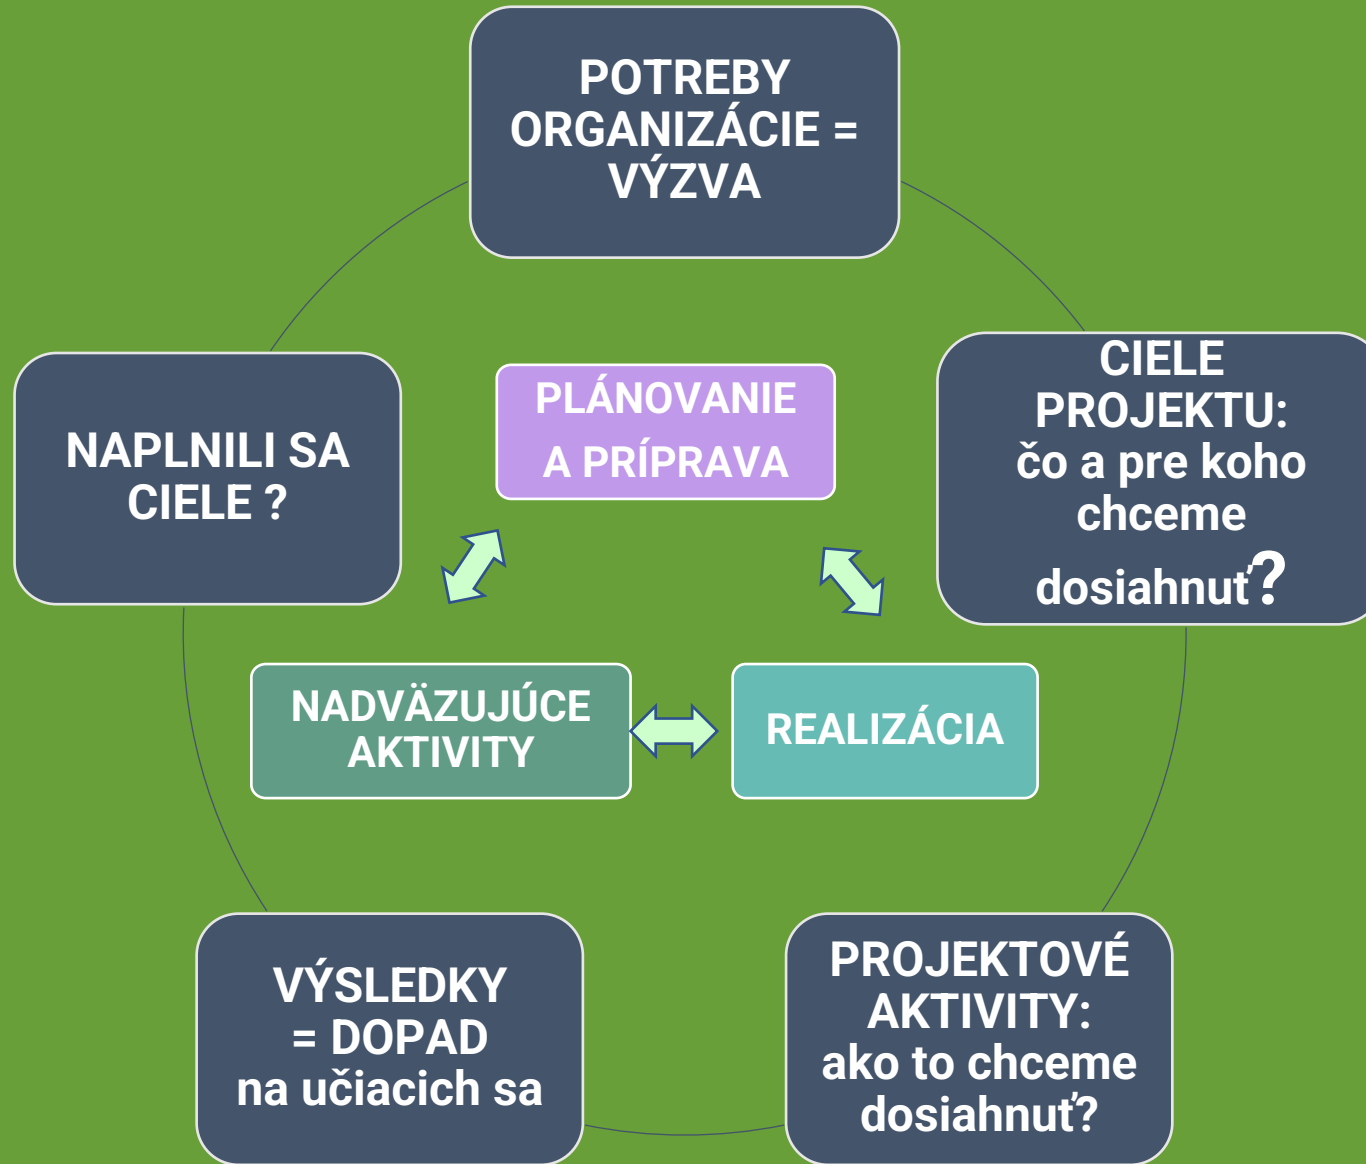 POTREBY
ORGANIZÁCIE =
VÝZVA
CIELE
PROJEKTU:
čo a pre koho
chceme
dosiahnuť?
NAPLNILI SA
CIELE ?
PLÁNOVANIE
A PRÍPRAVA
NADVÄZUJÚCE
AKTIVITY
REALIZÁCIA
VÝSLEDKY
= DOPAD
na učiacich sa
PROJEKTOVÉ
AKTIVITY:
ako to chceme
dosiahnuť?